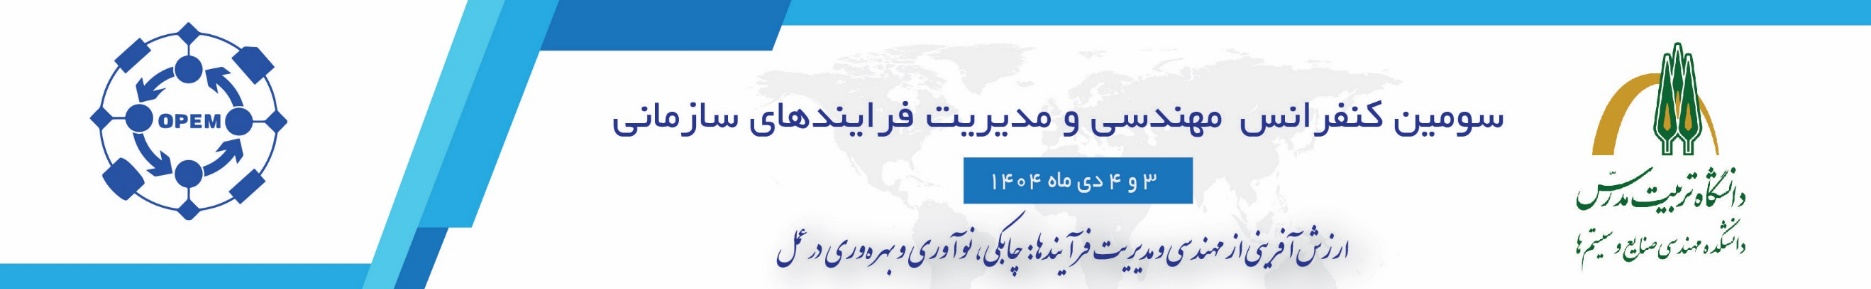 سومین کنفرانس مهندسی و مدیریت فرایندهای سازمانی
۳ و ۴ دی ماه ۱۴۰۴
ارزش آفرینی از مهندسی و مدیریت فرآیندها: چابکی، نوآوری و بهره‌وری در عمل
دانشگاه تربیت مدرّس
دانشکده مهندسی صنایع و سیستم‌ها
OPEM